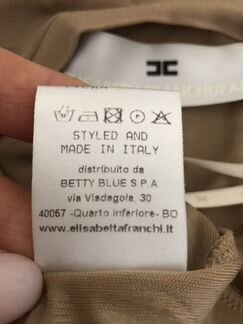 STYLED AND
MADE IN ITALY
distribuito da
BETTY BLUE S P A
via Viadagola, 30
40057 -Quarto inferiore- BO
www.elisabettafranchi.it